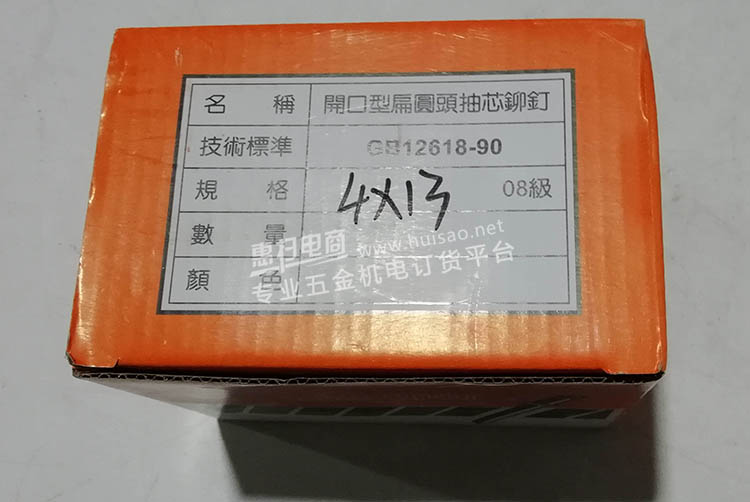 名 稱 開口型扁圓頭抽芯鉚釘
技術標準 GB12618-90
規 格 4X13 08級
數 量
顏 色
惠扫电商 www.huisao.net
专业五金机电订货平台